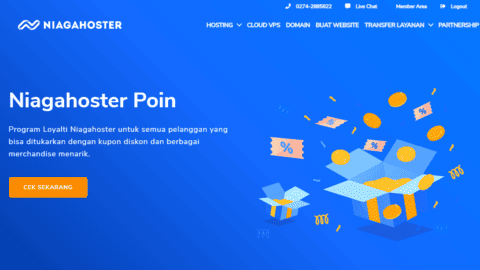 0274-2885822 Live Chat Member Area Logout
NIAGAHOSTER
HOSTING CLOUD VPS DOMAIN BUAT WEBSITE TRANSFER LAYANAN PARTNERSHIP
Niagahoster Poin
Program Loyalti Niagahoster untuk semua pelanggan yang
bisa ditukarkan dengan kupon diskon dan berbagai
merchandise menarik.
CEK SEKARANG
%
%
%
%